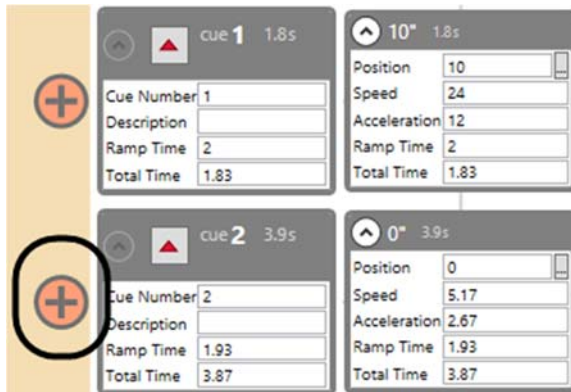 cue 1 1.8s
Cue Number 1
Description
Ramp Time 2
Total Time 1.83
10" 1.8s
Position 10 ...
Speed 24
Acceleration 12
Ramp Time 2
Total Time 1.83
cue 2 3.9s
Cue Number 2
Description
Ramp Time 1.93
Total Time 3.87
0" 3.9s
Position 0 ...
Speed 5.17
Acceleration 2.67
Ramp Time 1.93
Total Time 3.87